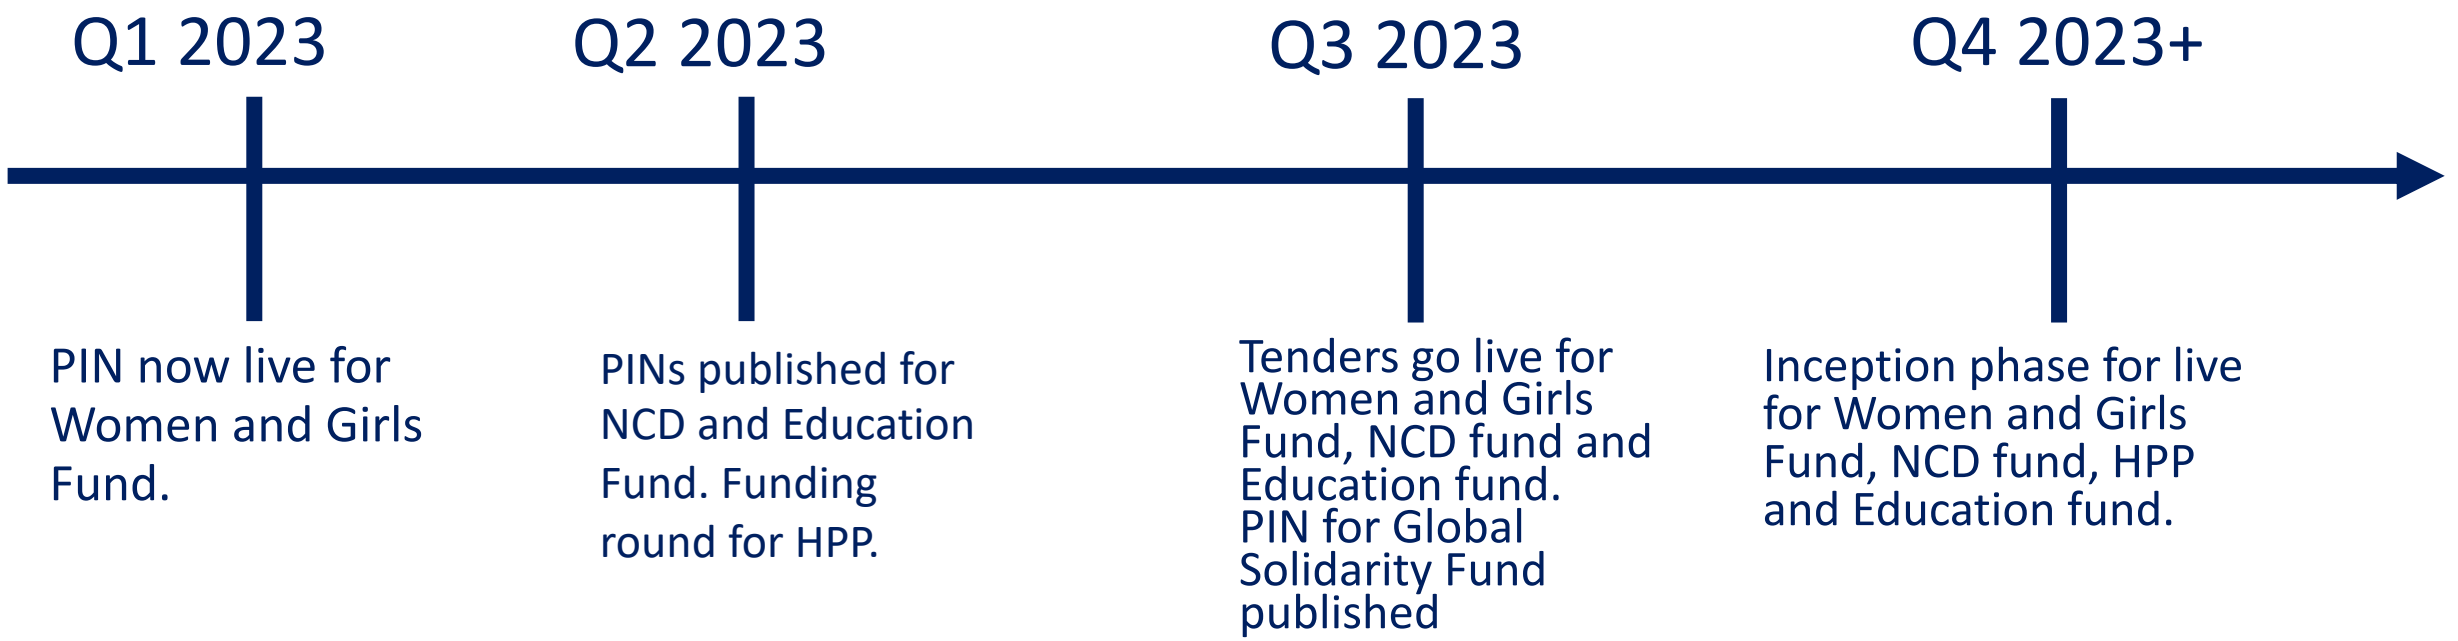 Q1 2023
Q2 2023
Q3 2023
Q4 2023+
PIN now live for
Women and Girls
Fund.
PINs published for
NCD and Education
Fund. Funding
round for HPP.
Tenders go live for
Women and Girls
Fund, NCD fund and
Education fund.
PIN for Global
Solidarity Fund
published
Inception phase for live
for Women and Girls
Fund, NCD fund, HPP
and Education fund.